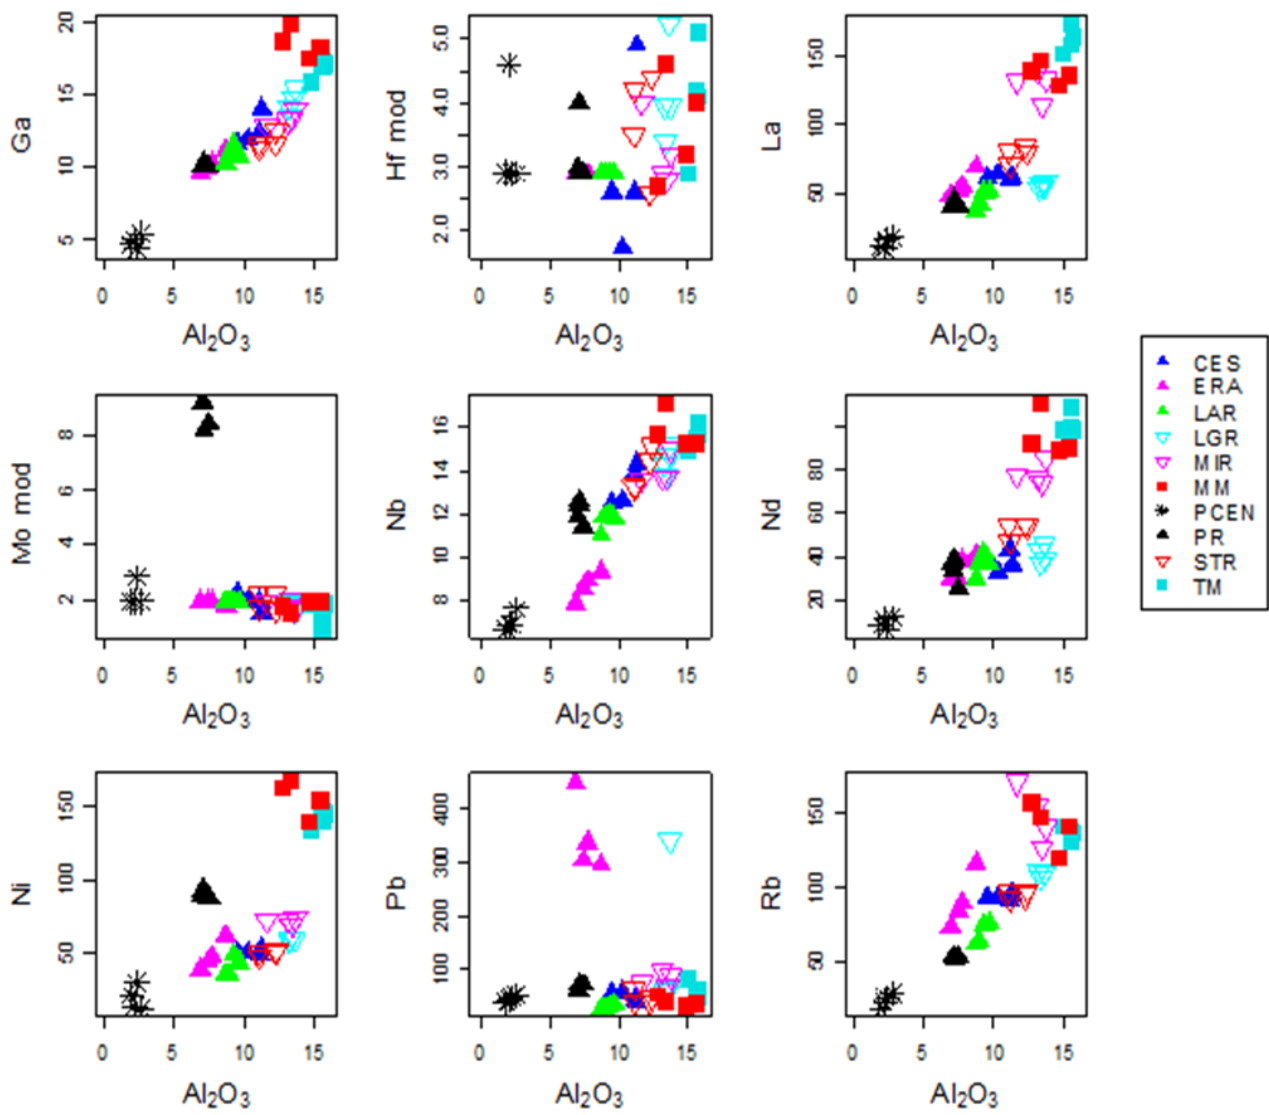 20
15
10
5
Ga
0 5 10 15
Al₂O₃
5.0
4.0
3.0
2.0
Hf mod
0 5 10 15
Al₂O₃
150
100
50
La
0 5 10 15
Al₂O₃
8
6
4
2
Mo mod
0 5 10 15
Al₂O₃
16
14
12
10
8
Nb
0 5 10 15
Al₂O₃
80
60
40
20
Nd
0 5 10 15
Al₂O₃
CES
ERA
LAR
LGR
MIR
MM
PCEN
PR
STR
TM
150
100
50
Ni
0 5 10 15
Al₂O₃
400
300
200
100
Pb
0 5 10 15
Al₂O₃
150
100
50
Rb
0 5 10 15
Al₂O₃